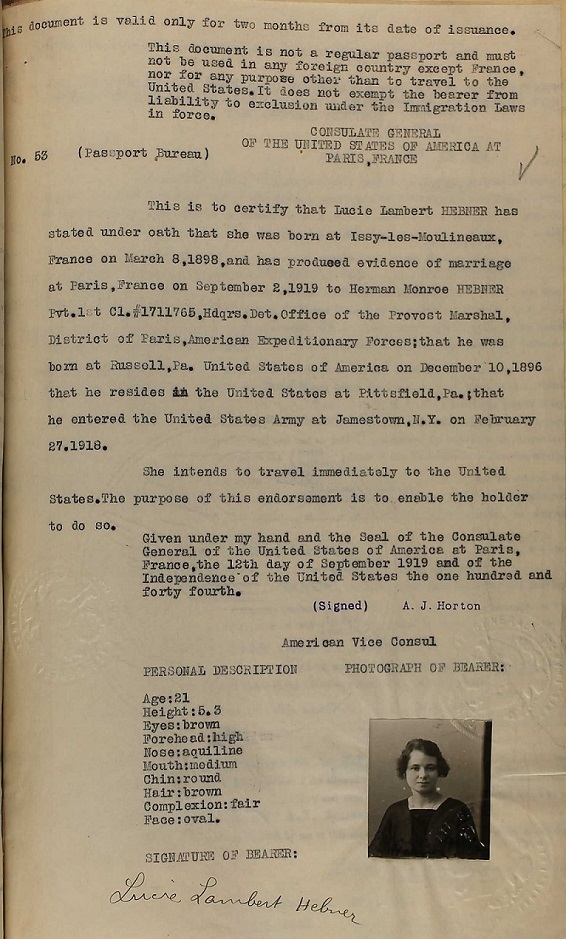 This document is valid only for two months from its date of issuance.
This document is not a regular passport and must
not be used in any foreign country except France,
nor for any purpose other than to travel to the
United States.It does not exempt the bearer from
liability to exclusion under the Immigration Laws
in force.
CONSULATE GENERAL
OF THE UNITED STATES OF AMERICA AT
No. 53 (Passport Bureau) PARIS,FRANCE
This is to certify that Lucie Lambert HEBNER has
stated under oath that she was born at Issy-les-Moulineaux,
France on March 8,1898,and has produced evidence of marriage
at Paris,France on September 2,1919 to Herman Monroe HEBNER
Pvt.1st Cl.#1711765,Hdqrs.Det.Office of the Provost Marshal,
District of Paris,American Expeditionary Forces;that he was
born at Russell,Pa. United States of America on December 10,1896
that he resides in the United States at Pittsfield,Pa.;that
he entered the United States Army at Jamestown,N.Y. on February
27.1918.
She intends to travel immediately to the United
States.The purpose of this endorsement is to enable the holder
to do so.
Given under my hand and the Seal of the Consulate
General of the United States of America at Paris,
France,the 12th day of September 1919 and of the
Independence of the United States the one hundred and
forty fourth.
(Signed) A. J. Horton
American Vice Consul
PERSONAL DESCRIPTION PHOTOGRAPH OF BEARER:
Age:21
Height:5.3
Eyes:brown
Forehead:high
Nose:aquiline
Mouth:medium
Chin:round
Hair:brown
Complexion:fair
Face:oval.
SIGNATURE OF BEARER:
Lucie Lambert Hebner